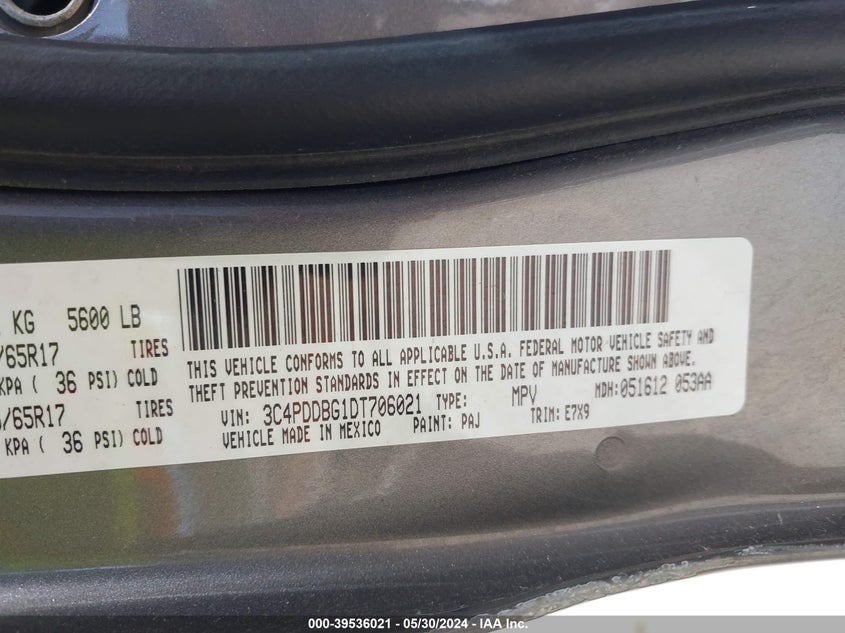 KG 5600 LB
/65R17 TIRES
KPA ( 36 PSI) COLD
/65R17 TIRES
KPA ( 36 PSI) COLD
THIS VEHICLE CONFORMS TO ALL APPLICABLE U.S.A. FEDERAL MOTOR VEHICLE SAFETY AND
THEFT PREVENTION STANDARDS IN EFFECT ON THE DATE OF MANUFACTURE SHOWN ABOVE.
VIN: 3C4PDDBG1DT706021 TYPE: MPV MDH: 051612 053AA
VEHICLE MADE IN MEXICO PAINT: PAJ TRIM: E7X9
000-39536021 - 05/30/2024 - IAA Inc.